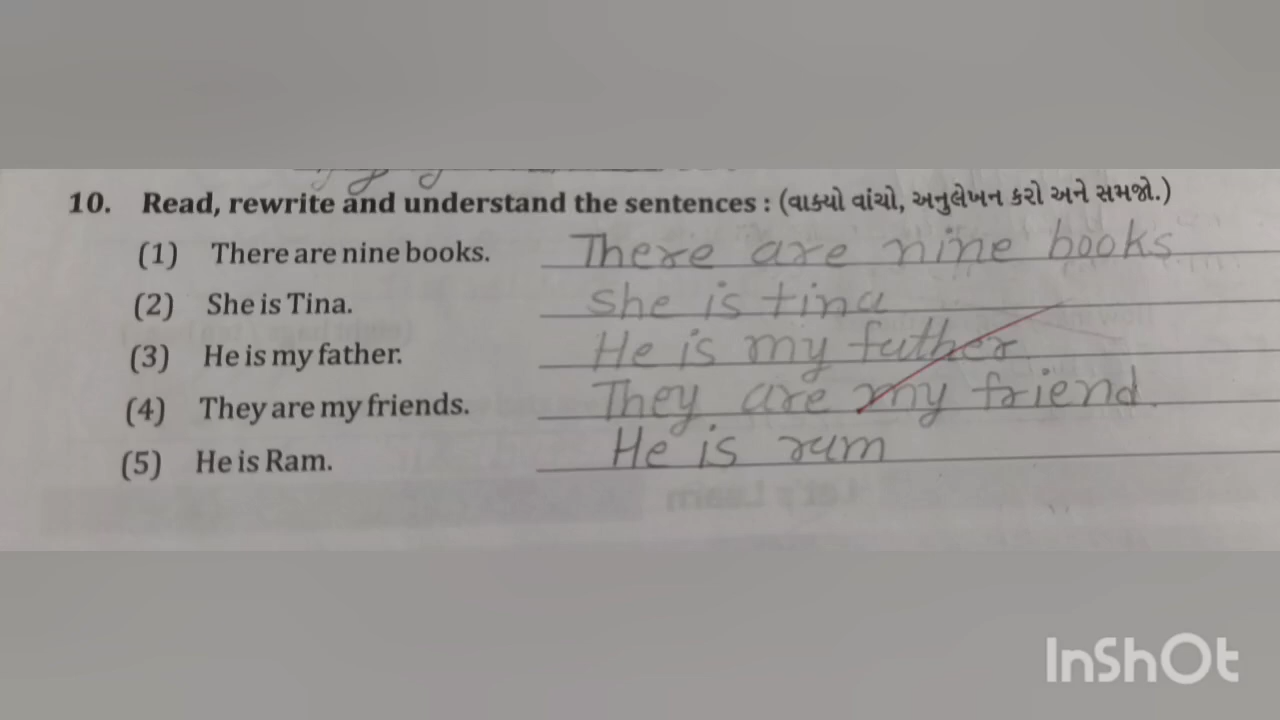 10. Read, rewrite and understand the sentences : (વાક્યો વાંચો, અનુલેખન કરો અને સમજો.)
(1) There are nine books. There are nine books
(2) She is Tina. She is tina
(3) He is my father. He is my father.
(4) They are my friends. They are my friend.
(5) He is Ram. He is ram
InShOt